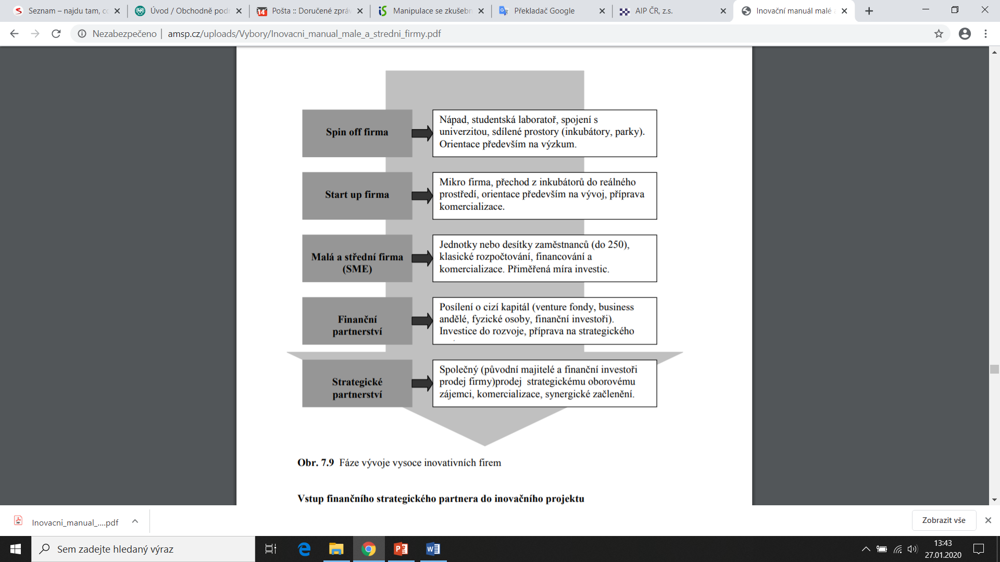 Seznam – najdu tam, co
Úvod / Obchodně podn
Pošta :: Doručené zpráv
Manipulace se zkušebn
Překladač Google
AIP ČR, z.s.
Inovační manuál malé a
Nezabezpečeno | amsp.cz/uploads/Vybory/Inovacni_manual_male_a_stredni_firmy.pdf
Spin off firma
Nápad, studentská laboratoř, spojení s
univerzitou, sdílené prostory (inkubátory, parky).
Orientace především na výzkum.
Start up firma
Mikro firma, přechod z inkubátorů do reálného
prostředí, orientace především na vývoj, příprava
komercializace.
Malá a střední firma
(SME)
Jednotky nebo desítky zaměstnanců (do 250),
klasické rozpočtování, financování a
komercializace. Přiměřená míra investic.
Finanční
partnerství
Posílení o cizí kapitál (venture fondy, business
andělé, fyzické osoby, finanční investoři).
Investice do rozvoje, příprava na strategického
Strategické
partnerství
Společný (původní majitelé a finanční investoři
prodej firmy)prodej strategickému oborovému
zájemci, komercializace, synergické začlenění.
Obr. 7.9 Fáze vývoje vysoce inovativních firem
Vstup finančního strategického partnera do inovačního projektu
Inovacni_manual_....pdf
Zobrazit vše
Sem zadejte hledaný výraz
13:43
27.01.2020